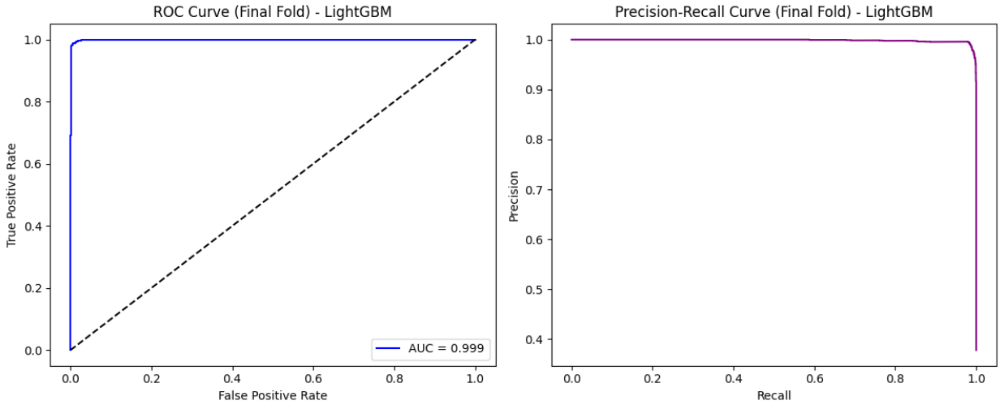 ROC Curve (Final Fold) - LightGBM
True Positive Rate
1.0
0.8
0.6
0.4
0.2
0.0
AUC = 0.999
0.0 0.2 0.4 0.6 0.8 1.0
False Positive Rate
Precision-Recall Curve (Final Fold) - LightGBM
Precision
1.0
0.9
0.8
0.7
0.6
0.5
0.4
0.0 0.2 0.4 0.6 0.8 1.0
Recall